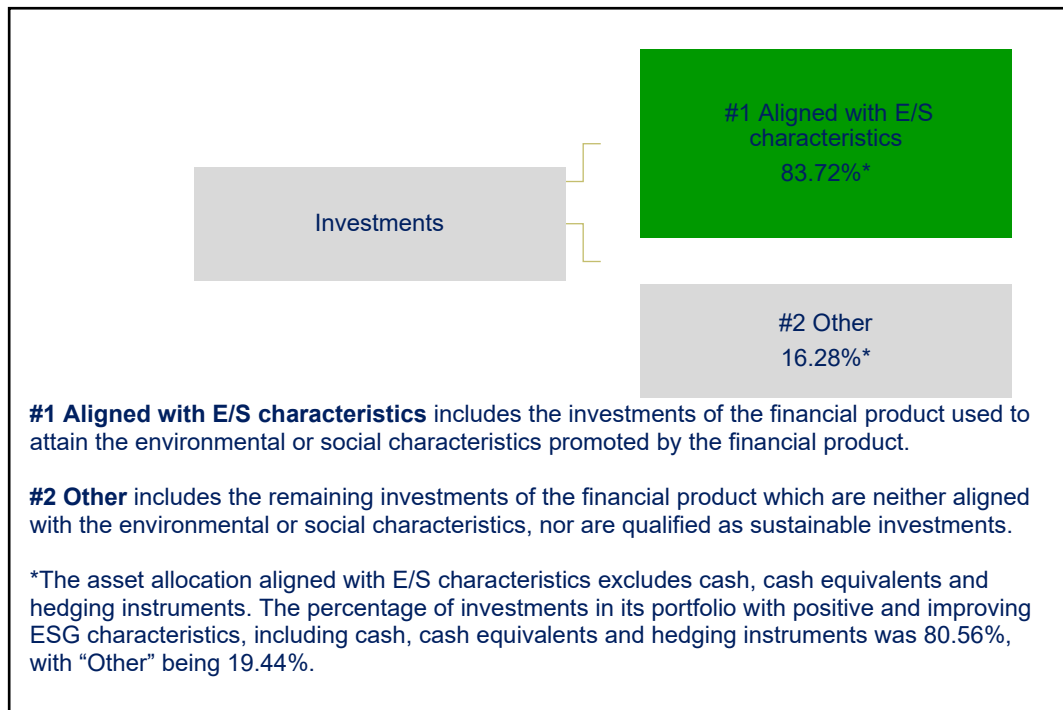 #1 Aligned with E/S
characteristics
83.72%*
Investments
#2 Other
16.28%*
#1 Aligned with E/S characteristics includes the investments of the financial product used to
attain the environmental or social characteristics promoted by the financial product.
#2 Other includes the remaining investments of the financial product which are neither aligned
with the environmental or social characteristics, nor are qualified as sustainable investments.
*The asset allocation aligned with E/S characteristics excludes cash, cash equivalents and
hedging instruments. The percentage of investments in its portfolio with positive and improving
ESG characteristics, including cash, cash equivalents and hedging instruments was 80.56%,
with “Other” being 19.44%.